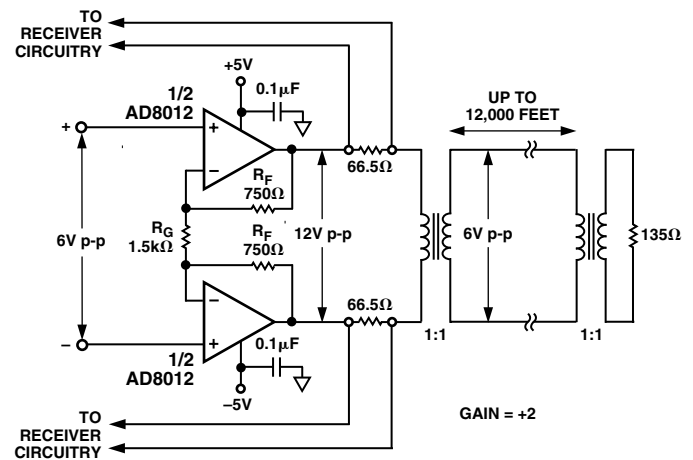 TO
RECEIVER
CIRCUITRY
+5V
0.1µF
1/2
AD8012
+
+
–
R_F
750Ω
66.5Ω
UP TO
12,000 FEET
6V p-p
R_G
1.5kΩ
R_F
750Ω
12V p-p
6V p-p
135Ω
–
+
–
66.5Ω
1:1
1:1
1/2
AD8012
0.1µF
–5V
TO
RECEIVER
CIRCUITRY
GAIN = +2